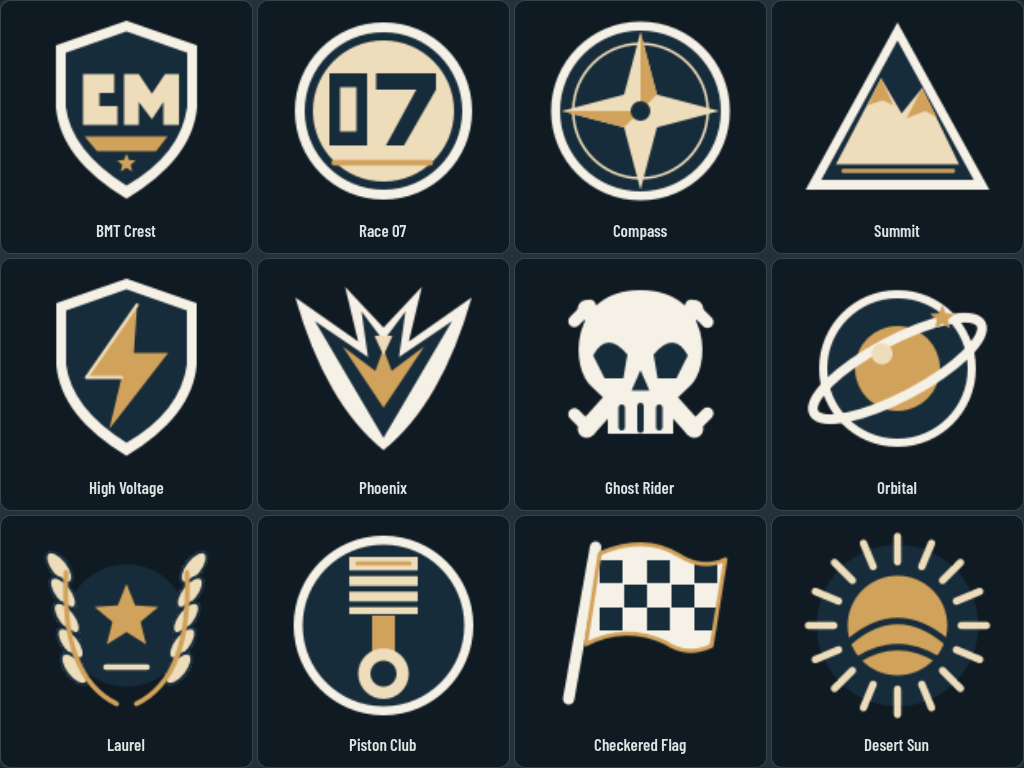 CM
07
BMT Crest
Race 07
Compass
Summit
High Voltage
Phoenix
Ghost Rider
Orbital
Laurel
Piston Club
Checkered Flag
Desert Sun